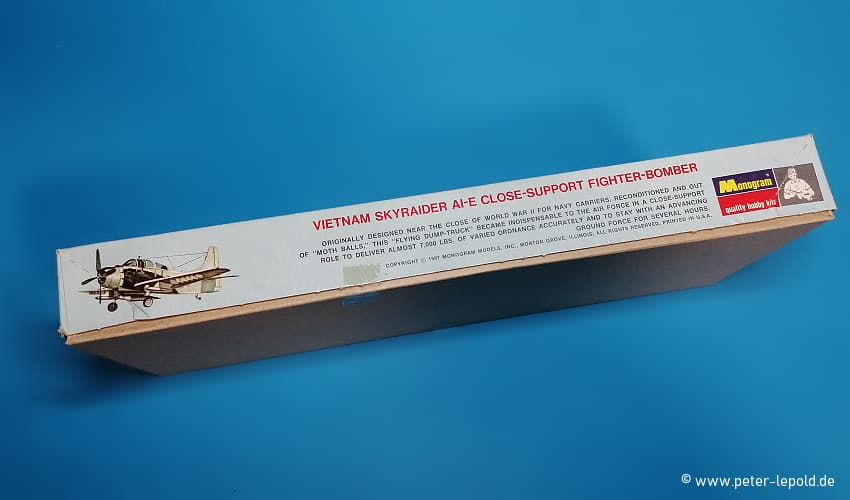 VIETNAM SKYRAIDER A1-E CLOSE-SUPPORT FIGHTER-BOMBER
ORIGINALLY DESIGNED NEAR THE CLOSE OF WORLD WAR II FOR NAVY CARRIERS, RECONDITIONED AND OUT
OF "MOTH BALLS," THIS "FLYING DUMP-TRUCK" BECAME INDISPENSABLE TO THE AIR FORCE IN A CLOSE-SUPPORT
ROLE TO DELIVER ALMOST 7,000 LBS. OF VARIED ORDNANCE ACCURATELY AND TO STAY WITH AN ADVANCING
GROUND FORCE FOR SEVERAL HOURS.
COPYRIGHT © 1967 MONOGRAM MODELS, INC., MORTON GROVE, ILLINOIS, ALL RIGHTS RESERVED, PRINTED IN U.S.A.
Monogram
quality hobby kits
© www.peter-lepold.de